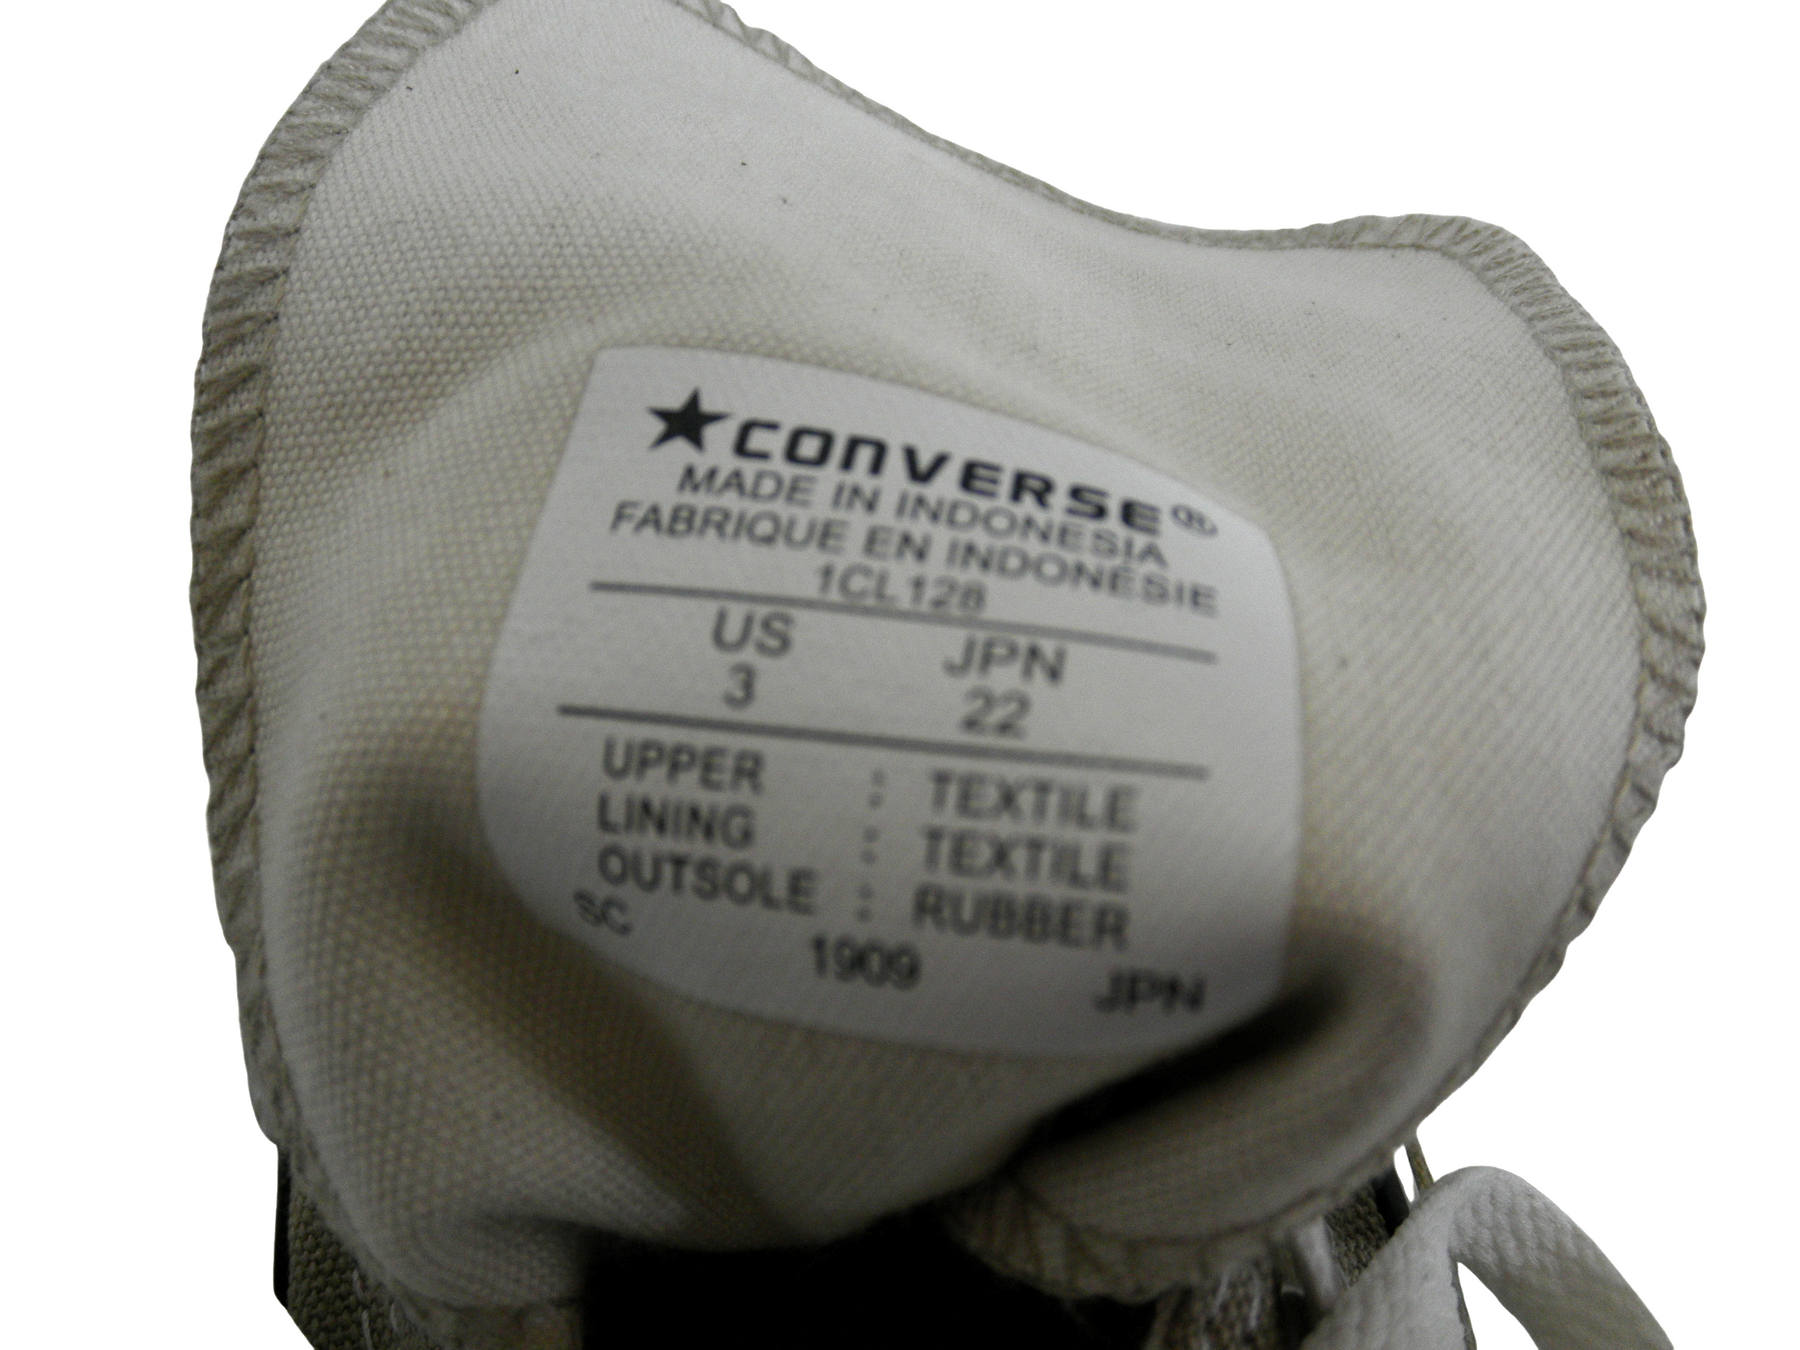 ★CONVERSE®
MADE IN INDONESIA
FABRIQUE EN INDONESIE
1CL128
US JPN
3 22
UPPER : TEXTILE
LINING : TEXTILE
OUTSOLE : RUBBER
SC 1909 JPN